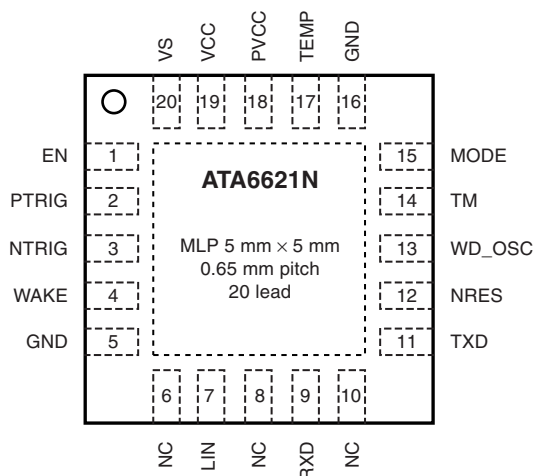 VS VCC PVCC TEMP GND
20 19 18 17 16
EN 1 15 MODE
ATA6621N
PTRIG 2 14 TM
NTRIG 3 MLP 5 mm × 5 mm 13 WD_OSC
0.65 mm pitch
WAKE 4 20 lead 12 NRES
GND 5 11 TXD
6 7 8 9 10
NC LIN NC RXD NC